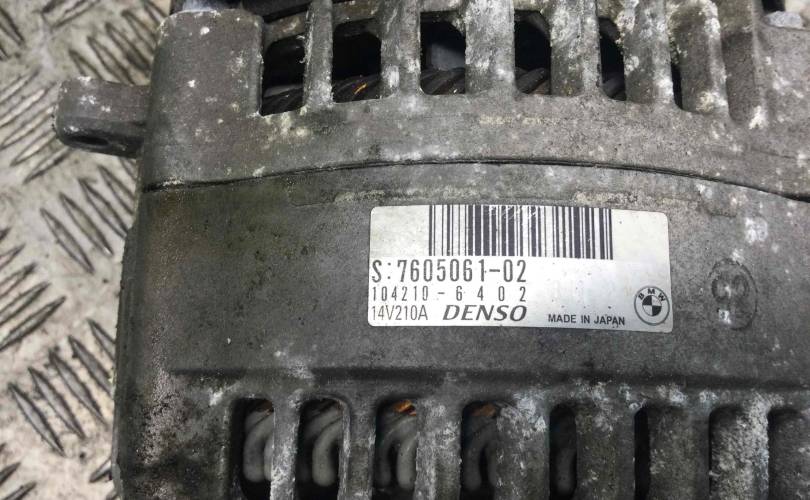 S:7605061-02
104210-6402
14V210A DENSO MADE IN JAPAN
BMW